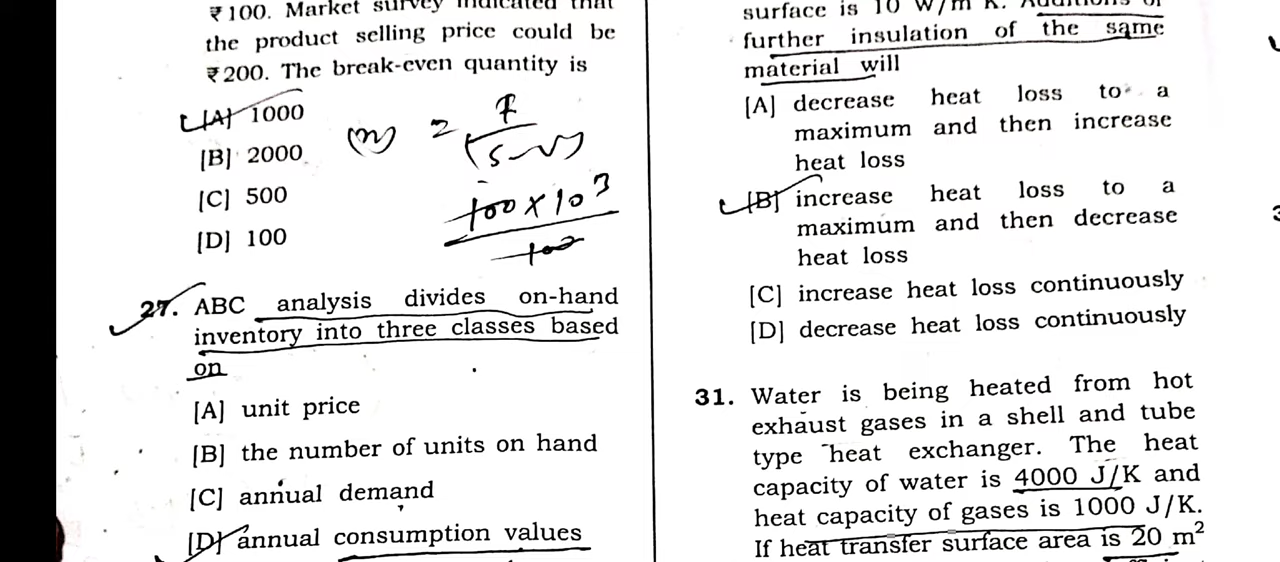 ₹100. Market survey indicated that
the product selling price could be
₹200. The break-even quantity is
[A] 1000
[B] 2000
[C] 500
[D] 100
(n) = F
(s-v)
100 × 10³
100
27. ABC analysis divides on-hand
inventory into three classes based
on
[A] unit price
[B] the number of units on hand
[C] annual demand
[D] annual consumption values
surface is 10 W/m K. Additions of
further insulation of the same
material will
[A] decrease heat loss to a
maximum and then increase
heat loss
[B] increase heat loss to a
maximum and then decrease
heat loss
[C] increase heat loss continuously
[D] decrease heat loss continuously
31. Water is being heated from hot
exhaust gases in a shell and tube
type heat exchanger. The heat
capacity of water is 4000 J/K and
heat capacity of gases is 1000 J/K.
If heat transfer surface area is 20 m²